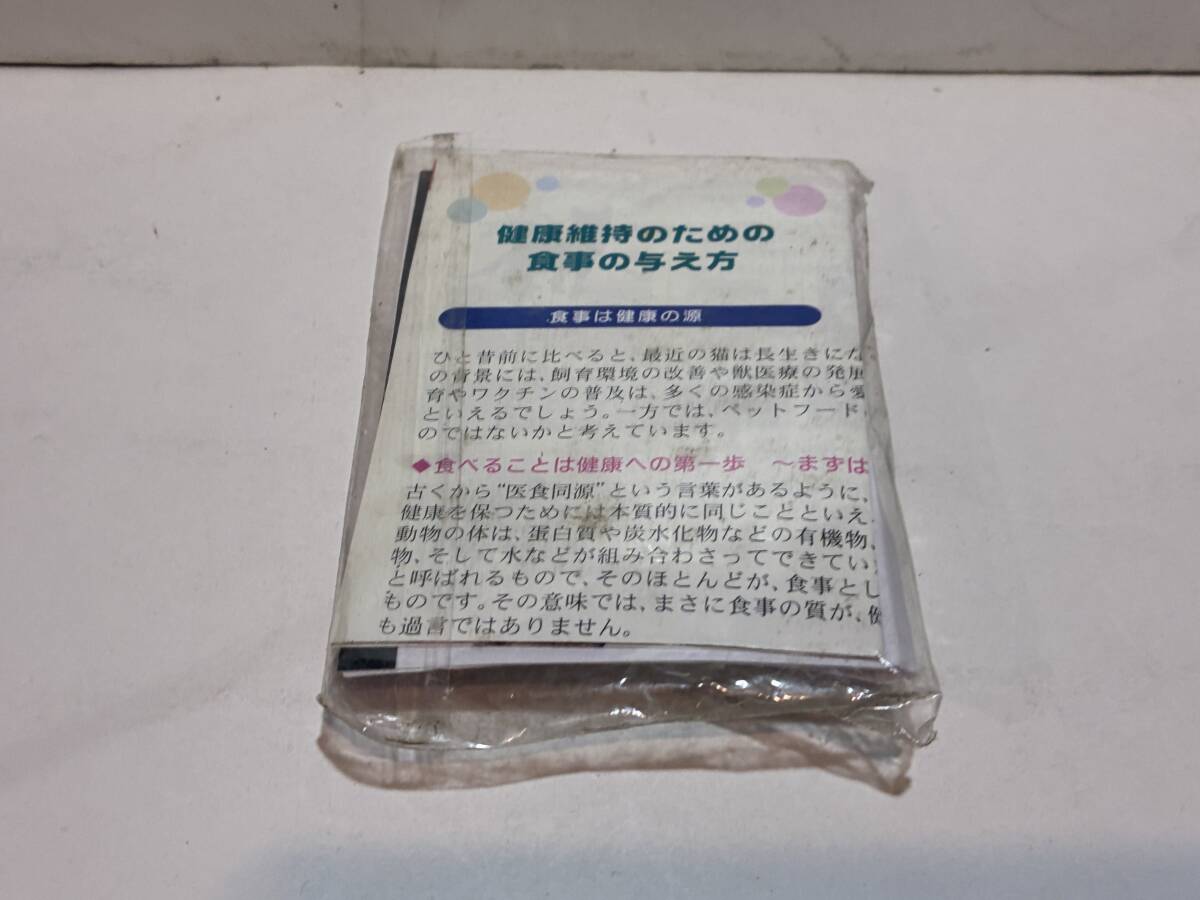 健康維持のための
食事の与え方
食事は健康の源
ひと昔前に比べると、最近の猫は長生きにな
の背景には、飼育環境の改善や獣医療の発展
育やワクチンの普及は、多くの感染症から愛
といえるでしょう。一方では、ペットフード
のではないかと考えています。
◆食べることは健康への第一歩 ～まずは
古くから“医食同源”という言葉があるように、
健康を保つためには本質的に同じことといえ
動物の体は、蛋白質や炭水化物などの有機物、
物、そして水などが組み合わさってできてい
と呼ばれるもので、そのほとんどが、食事とし
ものです。その意味では、まさに食事の質が、健
も過言ではありません。